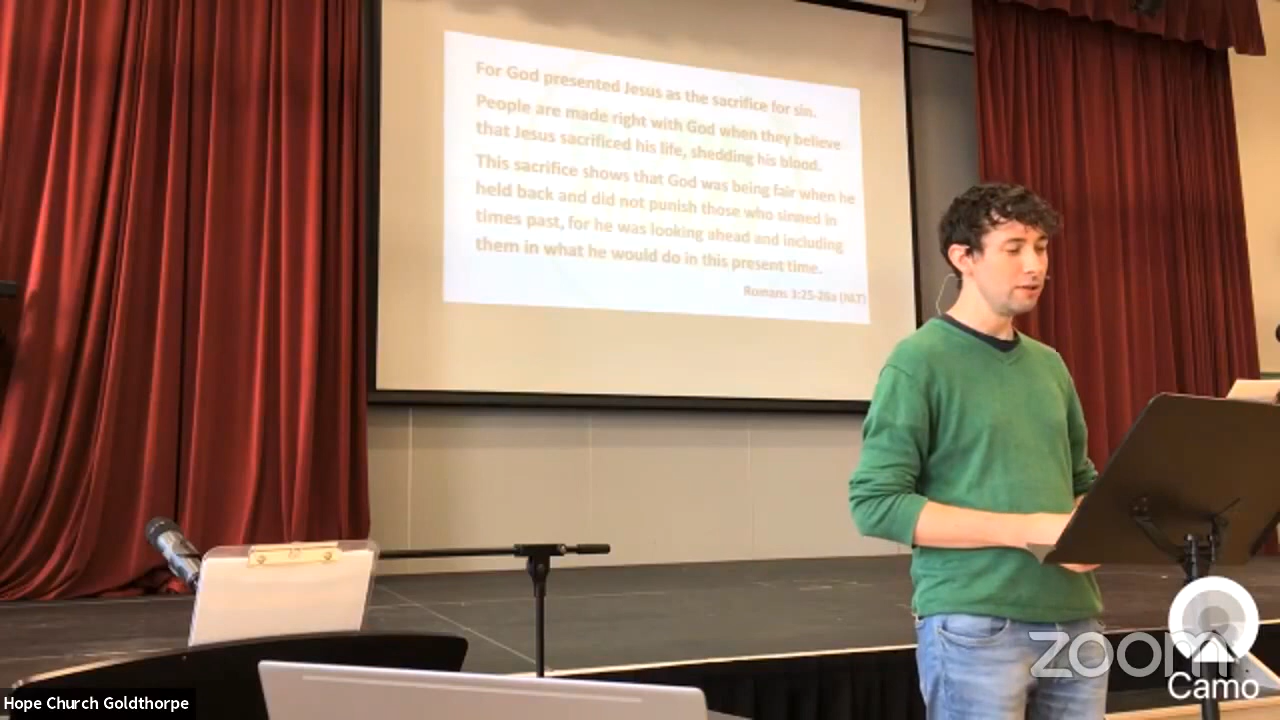 For God presented Jesus as the sacrifice for sin.
People are made right with God when they believe
that Jesus sacrificed his life, shedding his blood.
This sacrifice shows that God was being fair when he
held back and did not punish those who sinned in
times past, for he was looking ahead and including
them in what he would do in this present time.
Romans 3:25-26a (NLT)
zoom
Camo
Hope Church Goldthorpe